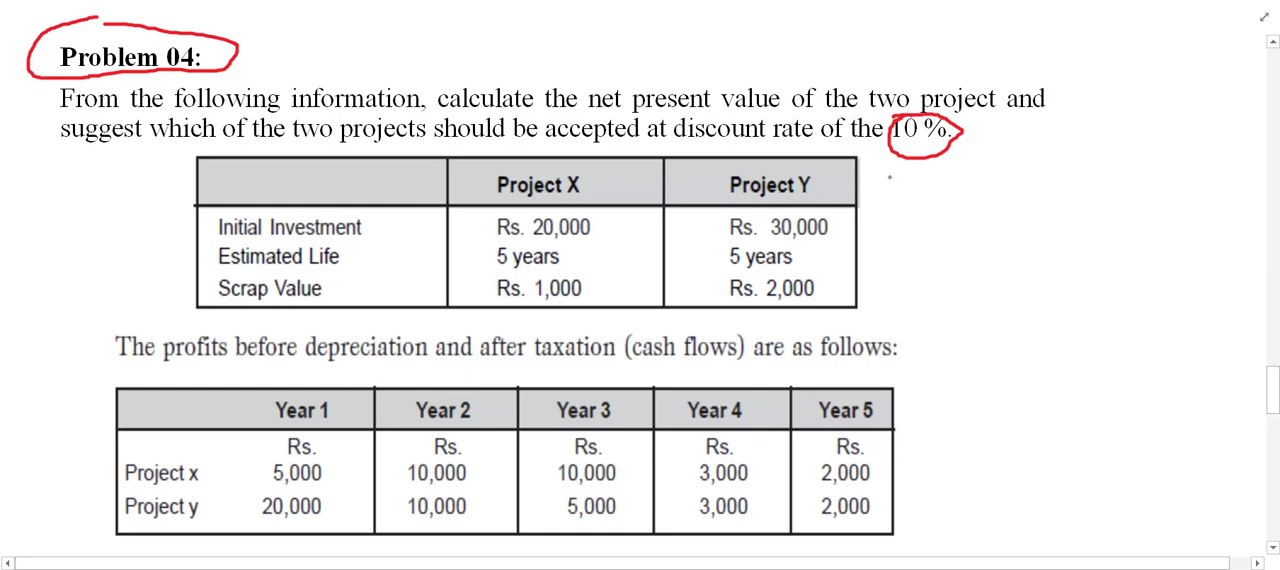 Problem 04:
From the following information, calculate the net present value of the two project and
suggest which of the two projects should be accepted at discount rate of the 10 %.
Project X Project Y
Initial Investment Rs. 20,000 Rs. 30,000
Estimated Life 5 years 5 years
Scrap Value Rs. 1,000 Rs. 2,000
The profits before depreciation and after taxation (cash flows) are as follows:
Year 1 Year 2 Year 3 Year 4 Year 5
Rs. Rs. Rs. Rs. Rs.
Project x 5,000 10,000 10,000 3,000 2,000
Project y 20,000 10,000 5,000 3,000 2,000